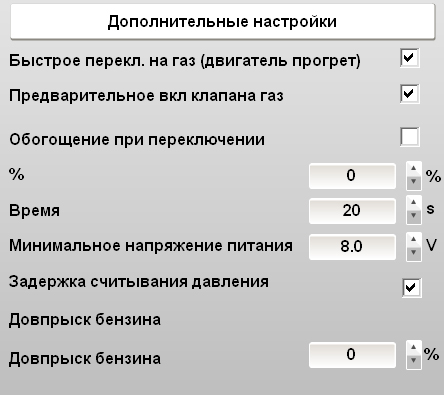 Дополнительные настройки
Быстрое перекл. на газ (двигатель прогрет)
Предварительное вкл клапана газ
Обогощение при переключении
% 0 %
Время 20 s
Минимальное напряжение питания 8.0 V
Задержка считывания давления
Довпрыск бензина
Довпрыск бензина 0 %